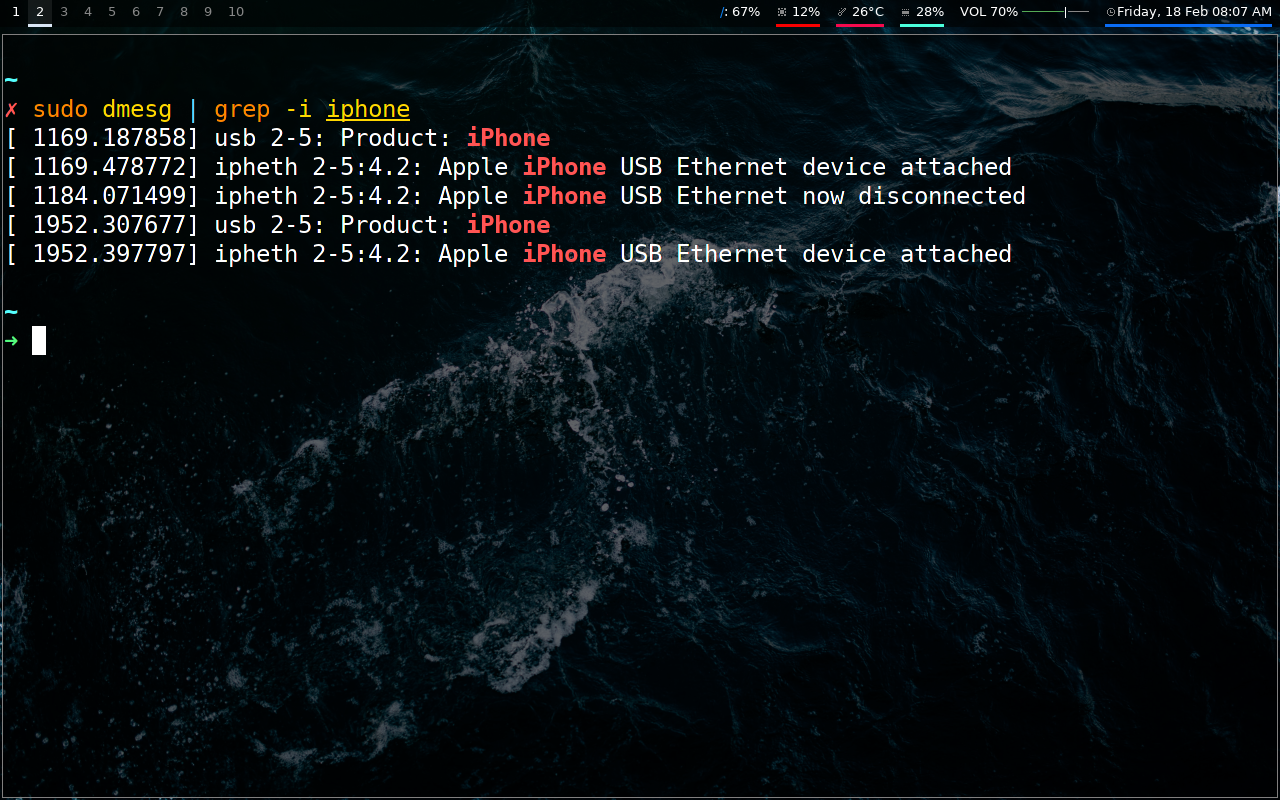 1 2 3 4 5 6 7 8 9 10 /: 67% 12% 26°C 28% VOL 70% Friday, 18 Feb 08:07 AM
~
✗ sudo dmesg | grep -i iphone
[ 1169.187858] usb 2-5: Product: iPhone
[ 1169.478772] ipheth 2-5:4.2: Apple iPhone USB Ethernet device attached
[ 1184.071499] ipheth 2-5:4.2: Apple iPhone USB Ethernet now disconnected
[ 1952.307677] usb 2-5: Product: iPhone
[ 1952.397797] ipheth 2-5:4.2: Apple iPhone USB Ethernet device attached
~
➜